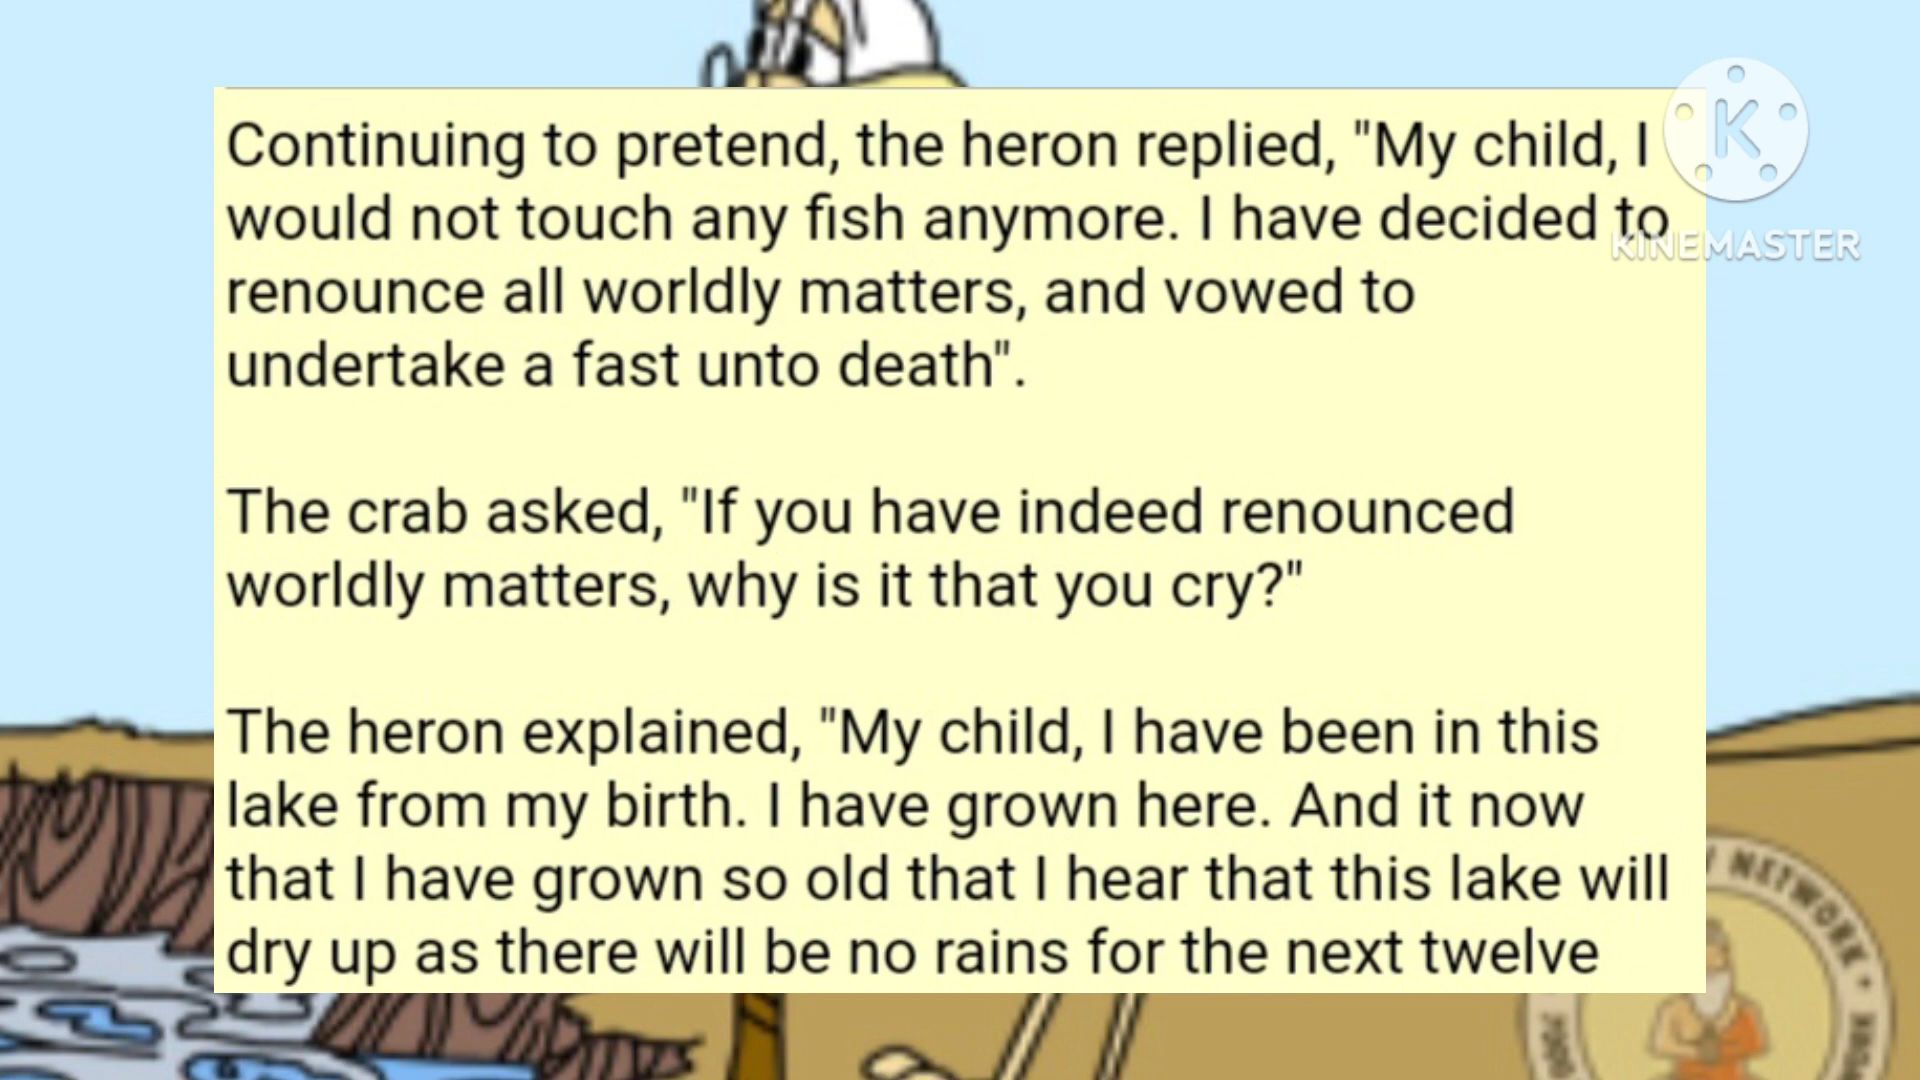 Continuing to pretend, the heron replied, "My child, I
would not touch any fish anymore. I have decided to
renounce all worldly matters, and vowed to
undertake a fast unto death".
The crab asked, "If you have indeed renounced
worldly matters, why is it that you cry?"
The heron explained, "My child, I have been in this
lake from my birth. I have grown here. And it now
that I have grown so old that I hear that this lake will
dry up as there will be no rains for the next twelve
K
KINEMASTER
NETWORK